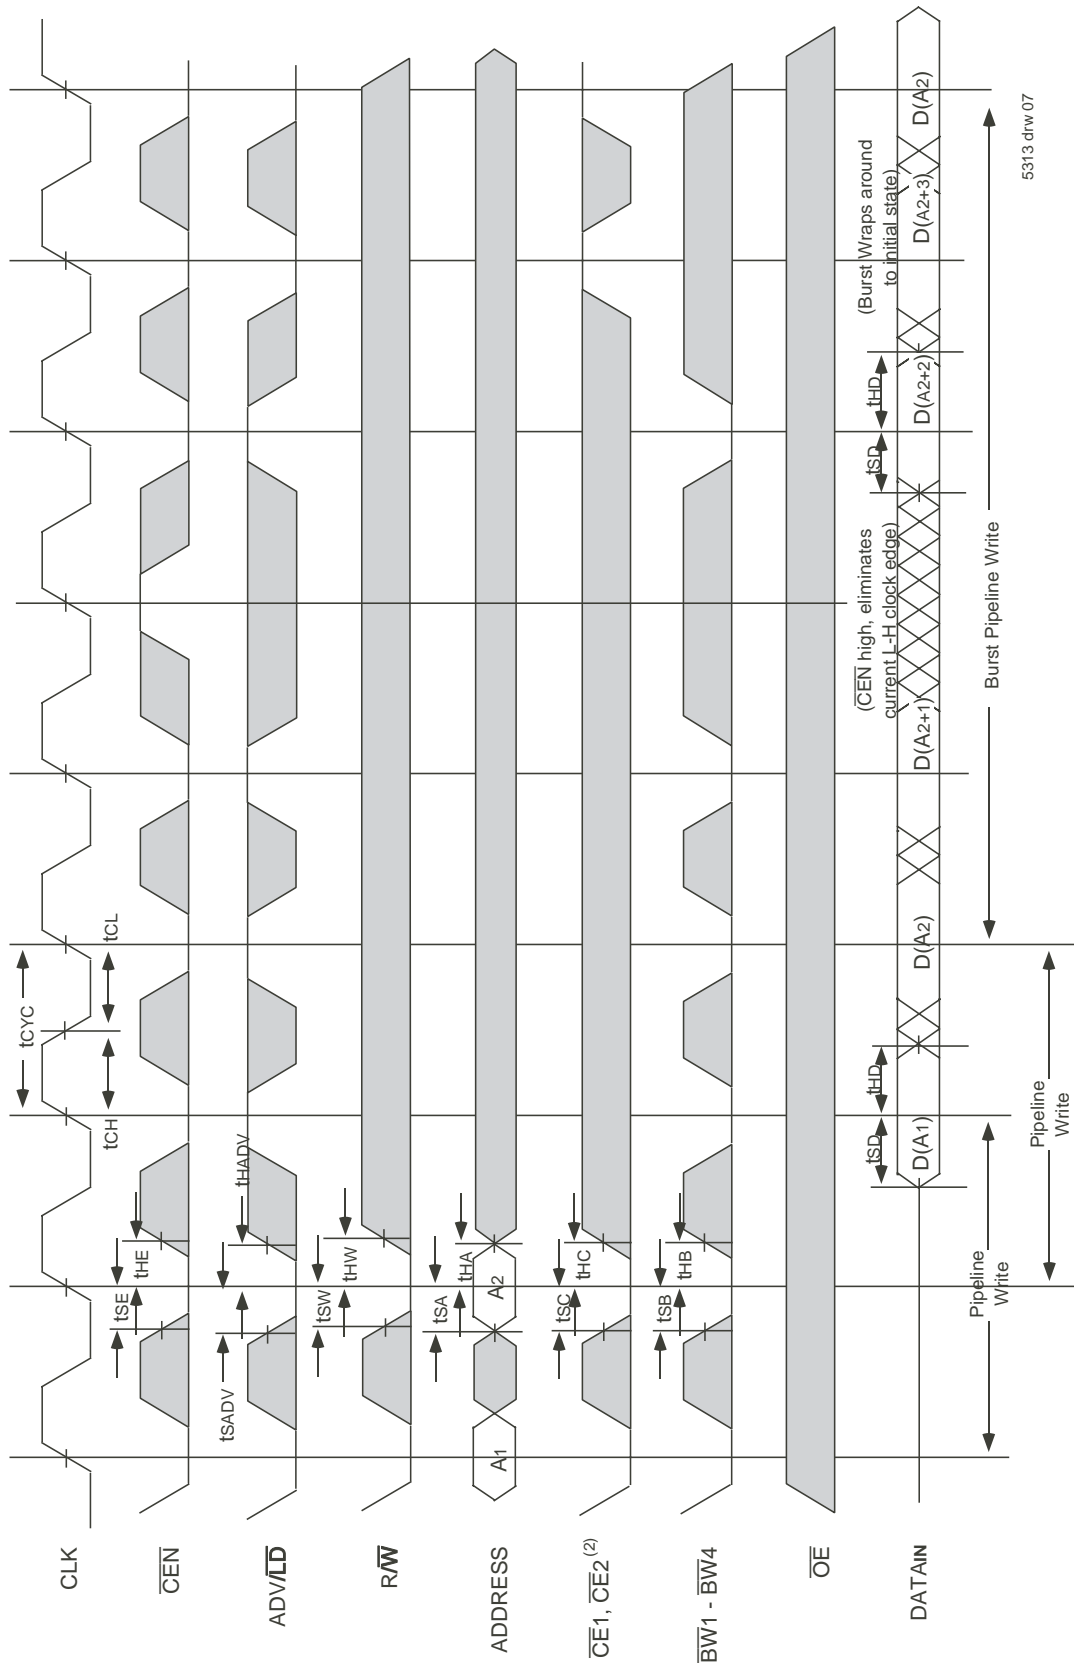 tCYC
CLK
tCH
tCL
tSE
tHE
CEN
tSADV
tHADV
ADV/LD
tSW
tHW
R/W
tSA
tHA
ADDRESS
A1
A2
tSC
tHC
CE1, CE2 (2)
tSB
tHB
BW1 - BW4
OE
(CEN high, eliminates
current L-H clock edge)
(Burst Wraps around
to initial state)
tSD
tHD
tSD
tHD
DATAIN
D(A1)
D(A2)
D(A2+1)
D(A2+2)
D(A2+3)
D(A2)
Pipeline
Write
Burst Pipeline Write
Pipeline
Write
5313 drw 07